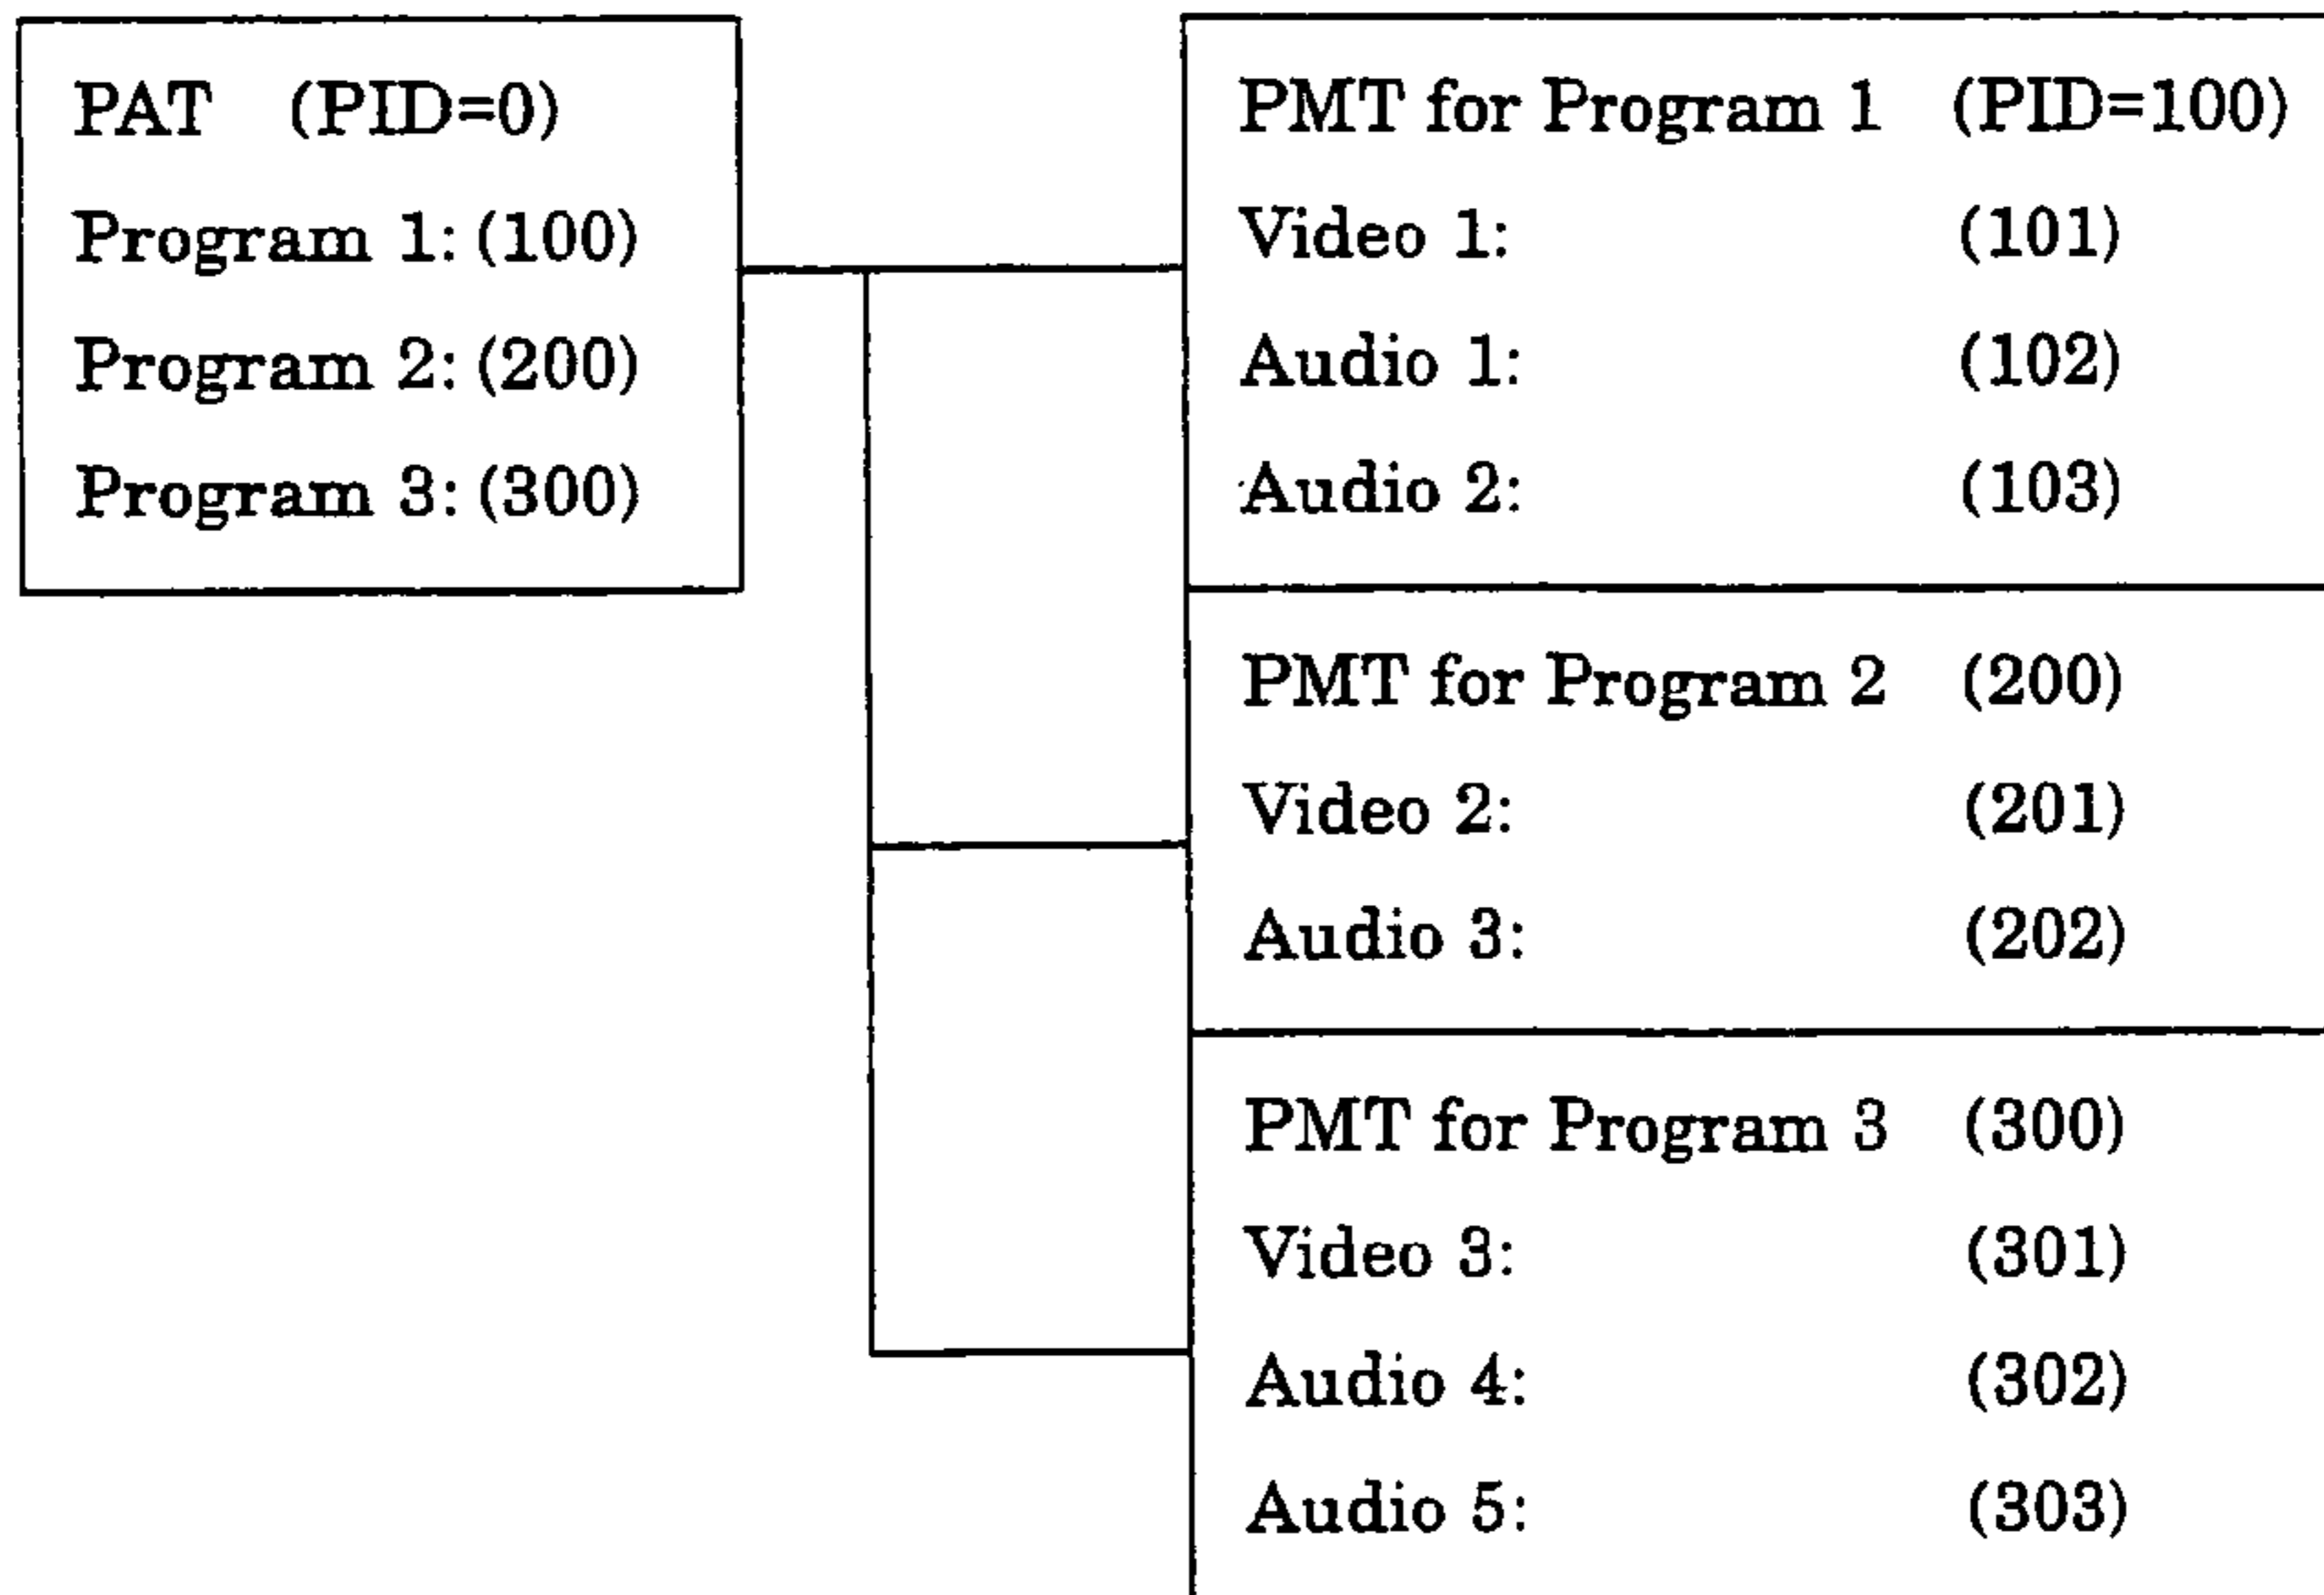 PAT (PID=0)
Program 1: (100)
Program 2: (200)
Program 3: (300)
PMT for Program 1 (PID=100)
Video 1: (101)
Audio 1: (102)
Audio 2: (103)
PMT for Program 2 (200)
Video 2: (201)
Audio 3: (202)
PMT for Program 3 (300)
Video 3: (301)
Audio 4: (302)
Audio 5: (303)